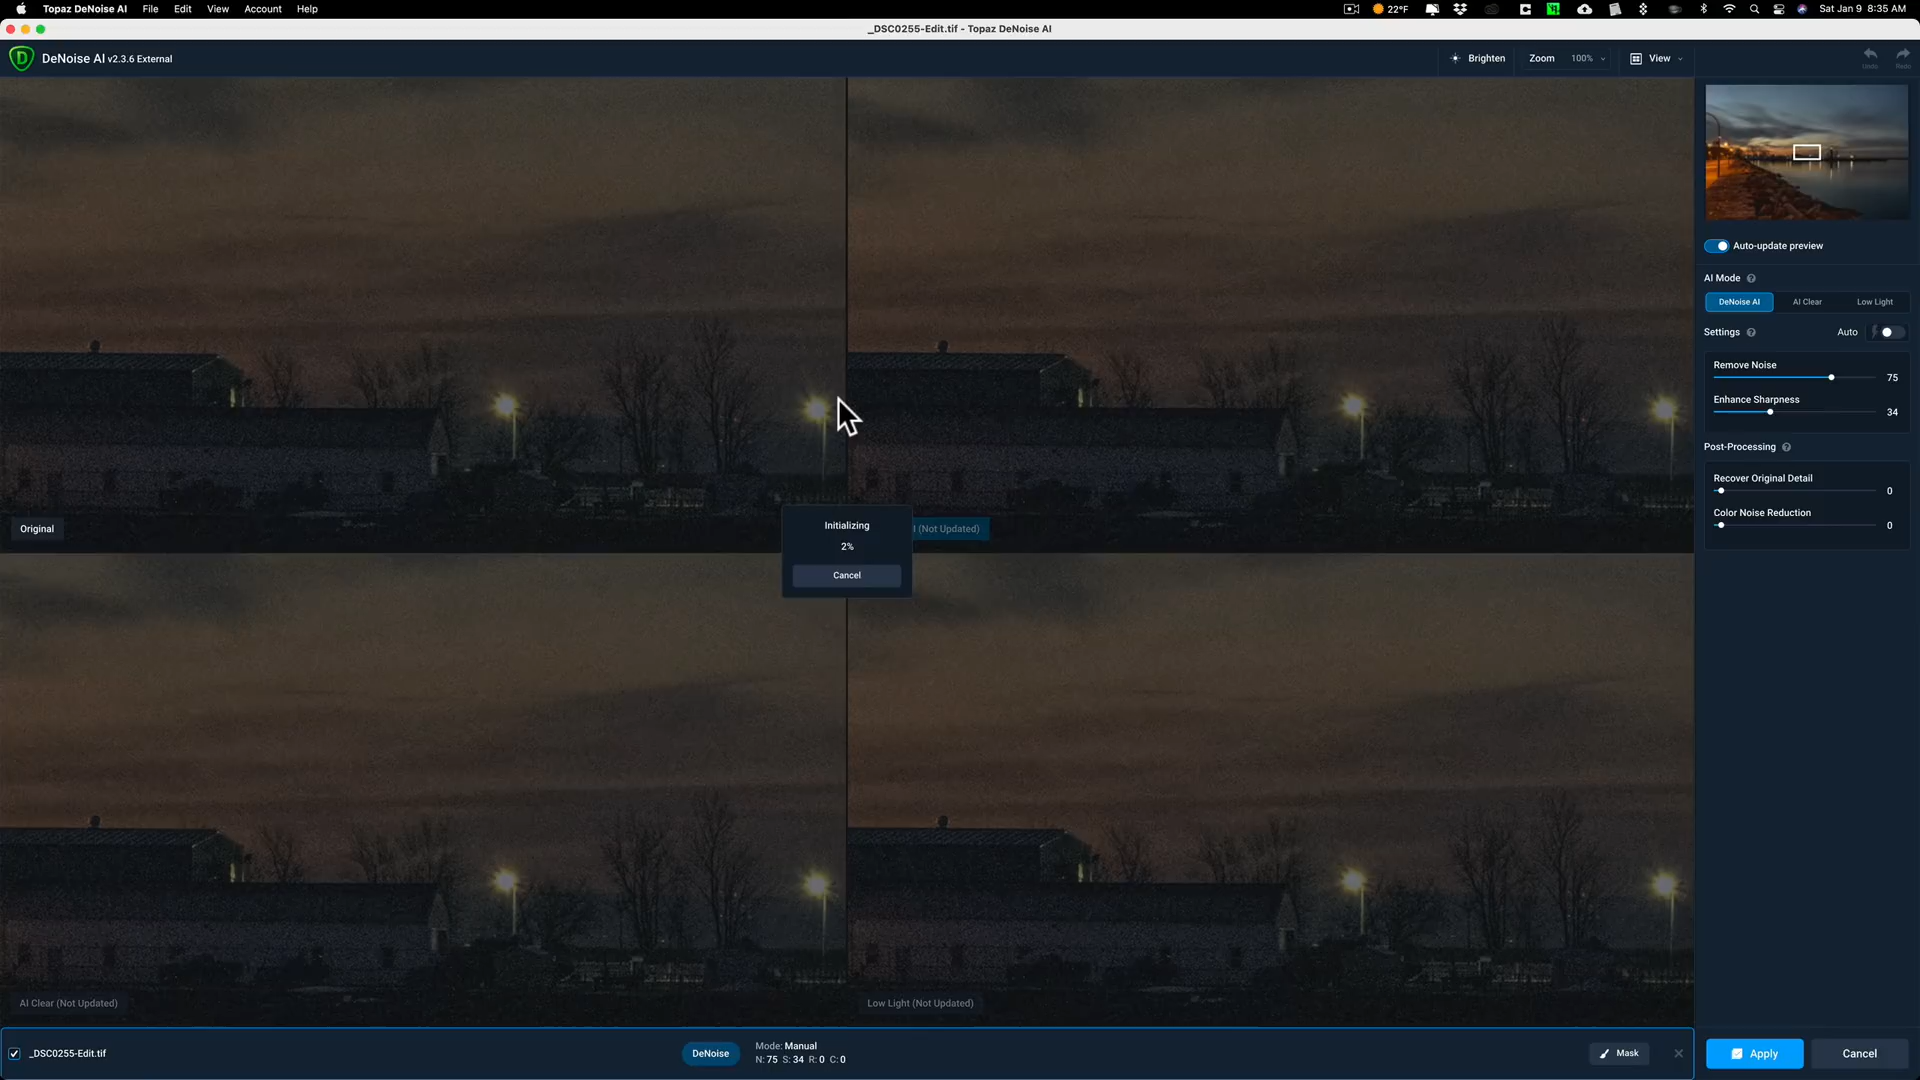 Topaz DeNoise AI File Edit View Account Help
22°F
Sat Jan 9 8:35 AM
_DSC0255-Edit.tif - Topaz DeNoise AI
DeNoise AI v2.3.6 External
Brighten
Zoom 100%
View
Undo
Redo
Auto-update preview
AI Mode
DeNoise AI AI Clear Low Light
Settings Auto
Remove Noise
75
Enhance Sharpness
34
Post-Processing
Recover Original Detail
0
Color Noise Reduction
0
Original
(Not Updated)
Initializing
2%
Cancel
AI Clear (Not Updated)
Low Light (Not Updated)
_DSC0255-Edit.tif
DeNoise
Mode: Manual
N: 75 S: 34 R: 0 C: 0
Mask
Apply
Cancel